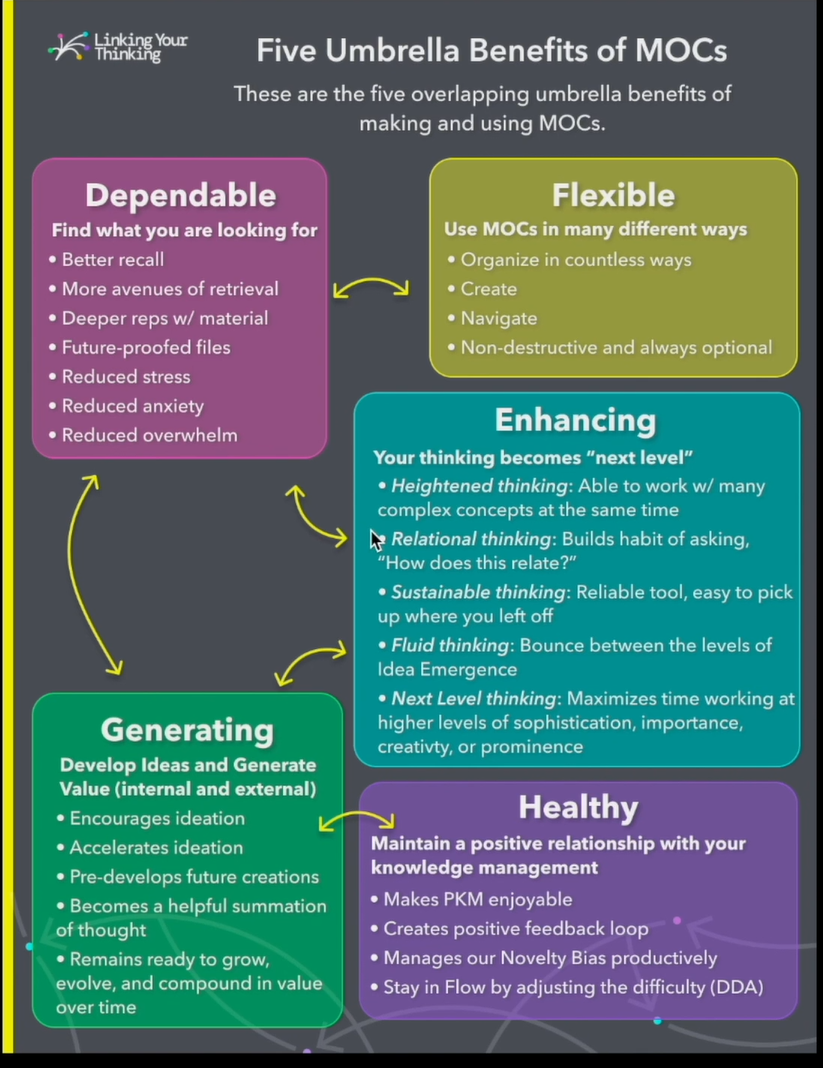 Linking Your
Thinking
Five Umbrella Benefits of MOCs
These are the five overlapping umbrella benefits of
making and using MOCs.
Dependable
Find what you are looking for
• Better recall
• More avenues of retrieval
• Deeper reps w/ material
• Future-proofed files
• Reduced stress
• Reduced anxiety
• Reduced overwhelm
Flexible
Use MOCs in many different ways
• Organize in countless ways
• Create
• Navigate
• Non-destructive and always optional
Enhancing
Your thinking becomes “next level”
• Heightened thinking: Able to work w/ many
complex concepts at the same time
• Relational thinking: Builds habit of asking,
“How does this relate?”
• Sustainable thinking: Reliable tool, easy to pick
up where you left off
• Fluid thinking: Bounce between the levels of
Idea Emergence
• Next Level thinking: Maximizes time working at
higher levels of sophistication, importance,
creativty, or prominence
Generating
Develop Ideas and Generate
Value (internal and external)
• Encourages ideation
• Accelerates ideation
• Pre-develops future creations
• Becomes a helpful summation
of thought
• Remains ready to grow,
evolve, and compound in value
over time
Healthy
Maintain a positive relationship with your
knowledge management
• Makes PKM enjoyable
• Creates positive feedback loop
• Manages our Novelty Bias productively
• Stay in Flow by adjusting the difficulty (DDA)